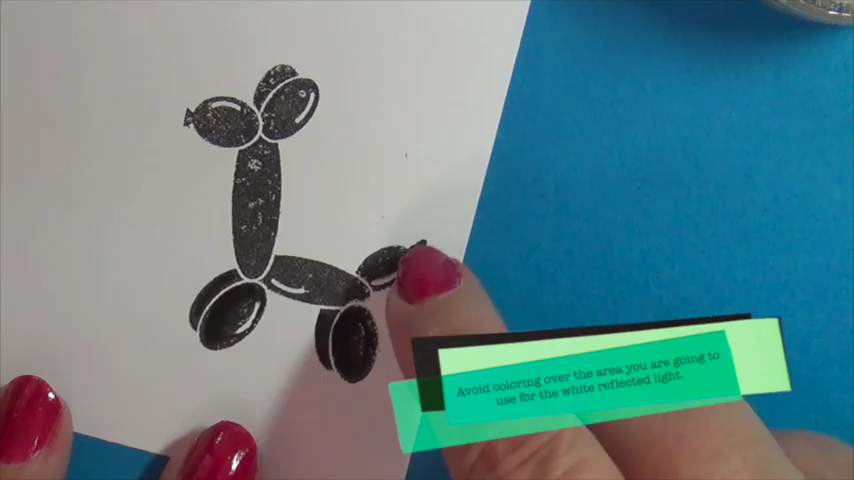 Avoid coloring over the area you are going to
use for the white reflected light.